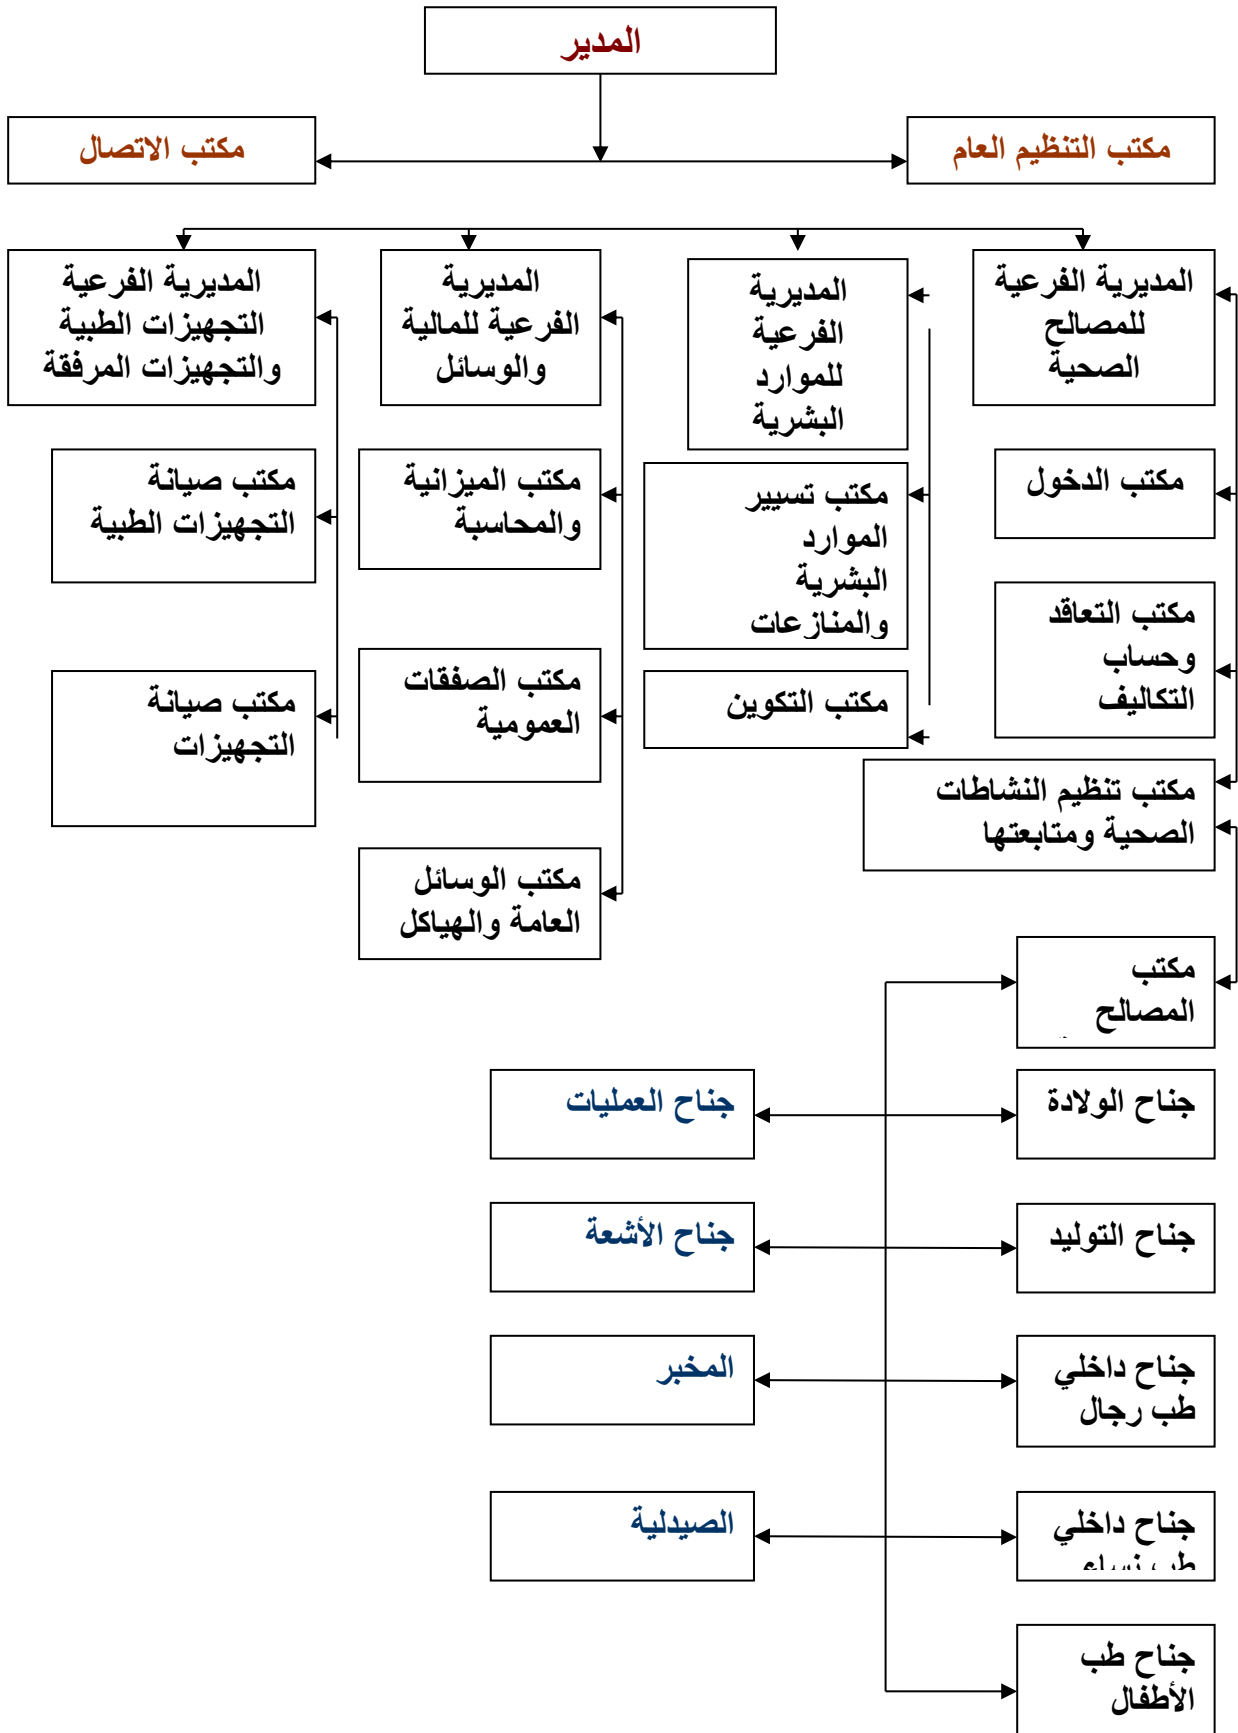 المدير
مكتب التنظيم العام
مكتب الاتصال
المديرية الفرعية
للمصالح
الصحية
المديرية
الفرعية
للموارد
البشرية
المديرية
الفرعية للمالية
والوسائل
المديرية الفرعية
التجهيزات الطبية
والتجهيزات المرفقة
مكتب الدخول
مكتب تسيير
الموارد
البشرية
والمنازعات
مكتب الميزانية
والمحاسبة
مكتب صيانة
التجهيزات الطبية
مكتب التعاقد
وحساب
التكاليف
مكتب التكوين
مكتب الصفقات
العمومية
مكتب صيانة
التجهيزات
مكتب تنظيم النشاطات
الصحية ومتابعتها
مكتب الوسائل
العامة والهياكل
مكتب
المصالح
جناح الولادة
جناح العمليات
جناح التوليد
جناح الأشعة
جناح داخلي
طب رجال
المخبر
جناح داخلي
طب نساء
الصيدلية
جناح طب
الأطفال